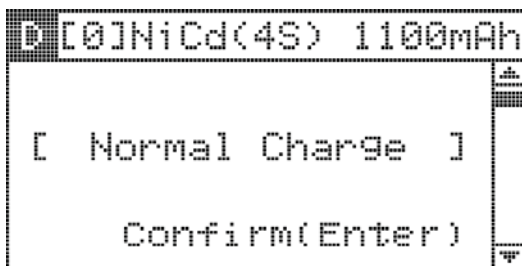 D[0]NiCd(4S) 1100mAh
[ Normal Charge ]
Confirm(Enter)